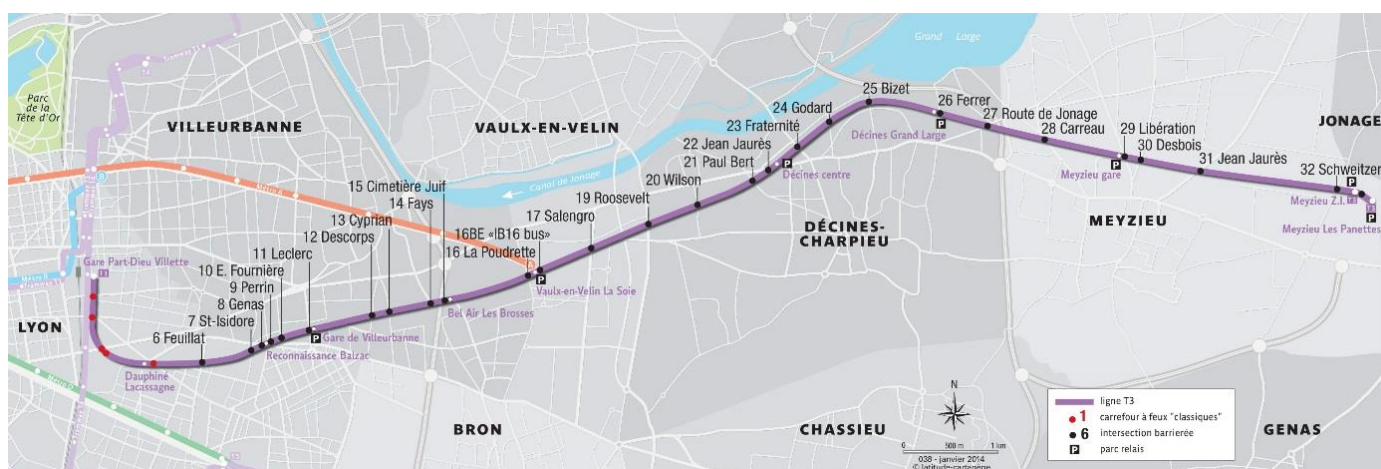 Parc
de la
Tête d'Or
VILLEURBANNE
VAULX-EN-VELIN
Grand Large
JONAGE
Canal de Jonage
Métro A
LYON
Gare Part-Dieu Villette
T3
6 Feuillat
7 St-Isidore
8 Genas
9 Perrin
10 E. Fournière
11 Leclerc
12 Descorps
13 Cyprian
14 Fays
15 Cimetière Juif
16 La Poudrette
16BE «IB16 bus»
17 Salengro
19 Roosevelt
20 Wilson
21 Paul Bert
22 Jean Jaurès
23 Fraternité
24 Godard
25 Bizet
26 Ferrer
27 Route de Jonage
28 Carreau
29 Libération
30 Desbois
31 Jean Jaurès
32 Schweitzer
Dauphiné
Lacassagne
Reconnaissance Balzac
P
Gare de Villeurbanne
Bel Air Les Brosses
P
Vaulx-en-Velin La Soie
P
Décines centre
Décines Grand Large
P
Meyzieu gare
P
P
Meyzieu Z.I.
P
Meyzieu Les Panettes
DÉCINES-
CHARPIEU
MEYZIEU
Métro D
BRON
CHASSIEU
GENAS
N
0 500 m 1 km
038 - janvier 2014
© latitude-cartagène
ligne T3
1 carrefour à feux "classiques"
6 intersection barrierée
P parc relais